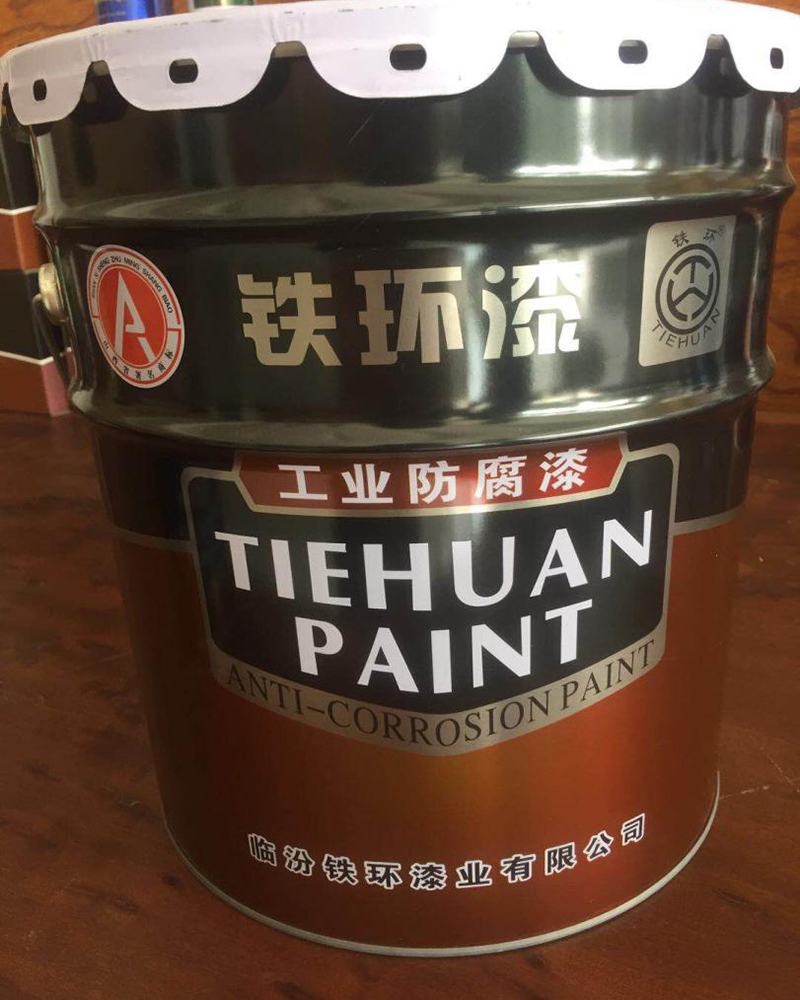 铁环漆
铁 环®
TIEHUAN
工业防腐漆
TIEHUAN
PAINT
ANTI-CORROSION PAINT
临汾铁环漆业有限公司